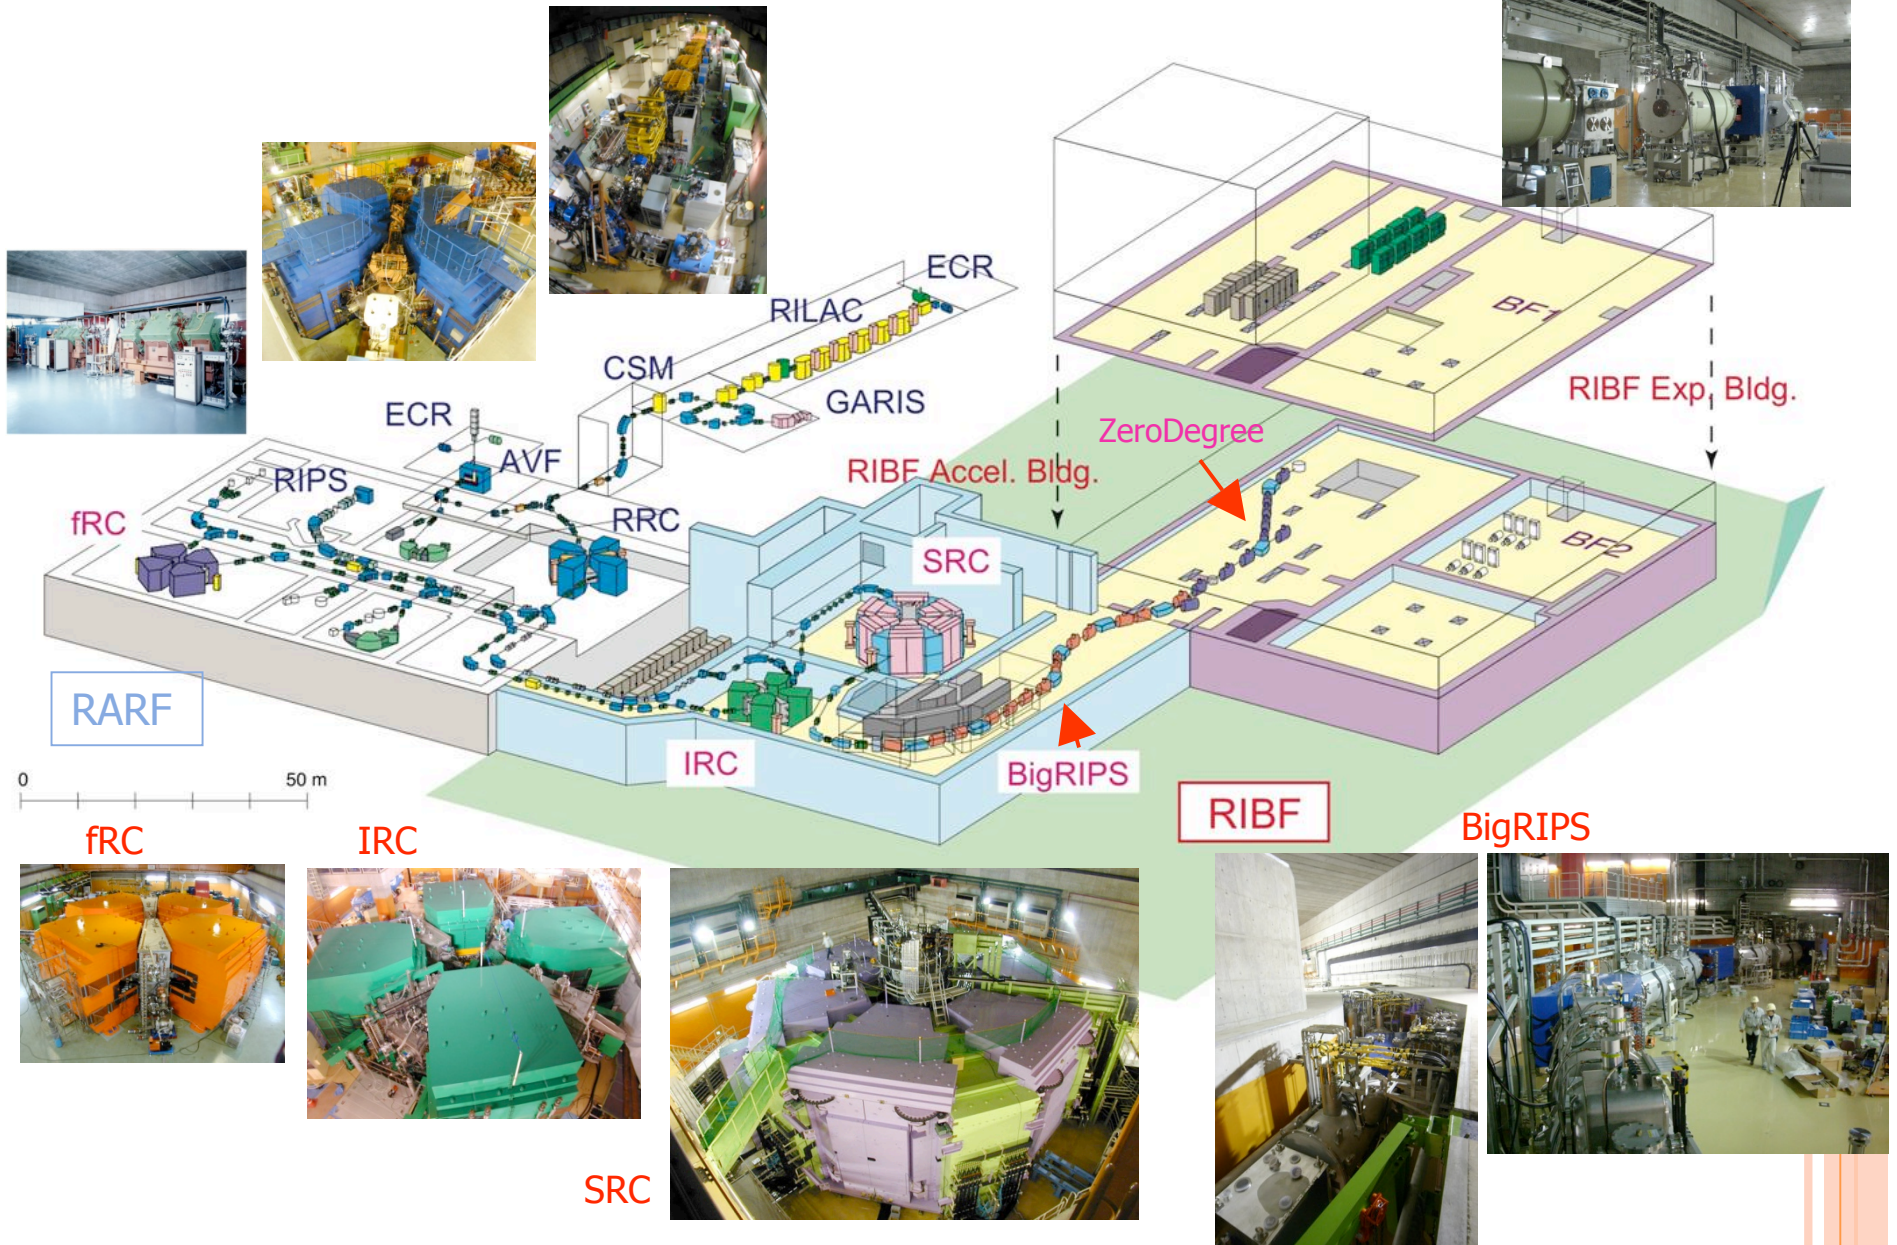 ECR
RILAC
CSM
GARIS
BF1
RIBF Exp. Bldg.
ECR
ZeroDegree
AVF
RIBF Accel. Bldg.
RIPS
fRC
RRC
SRC
BF2
RARF
IRC
BigRIPS
0 50 m
RIBF
fRC
IRC
BigRIPS
SRC